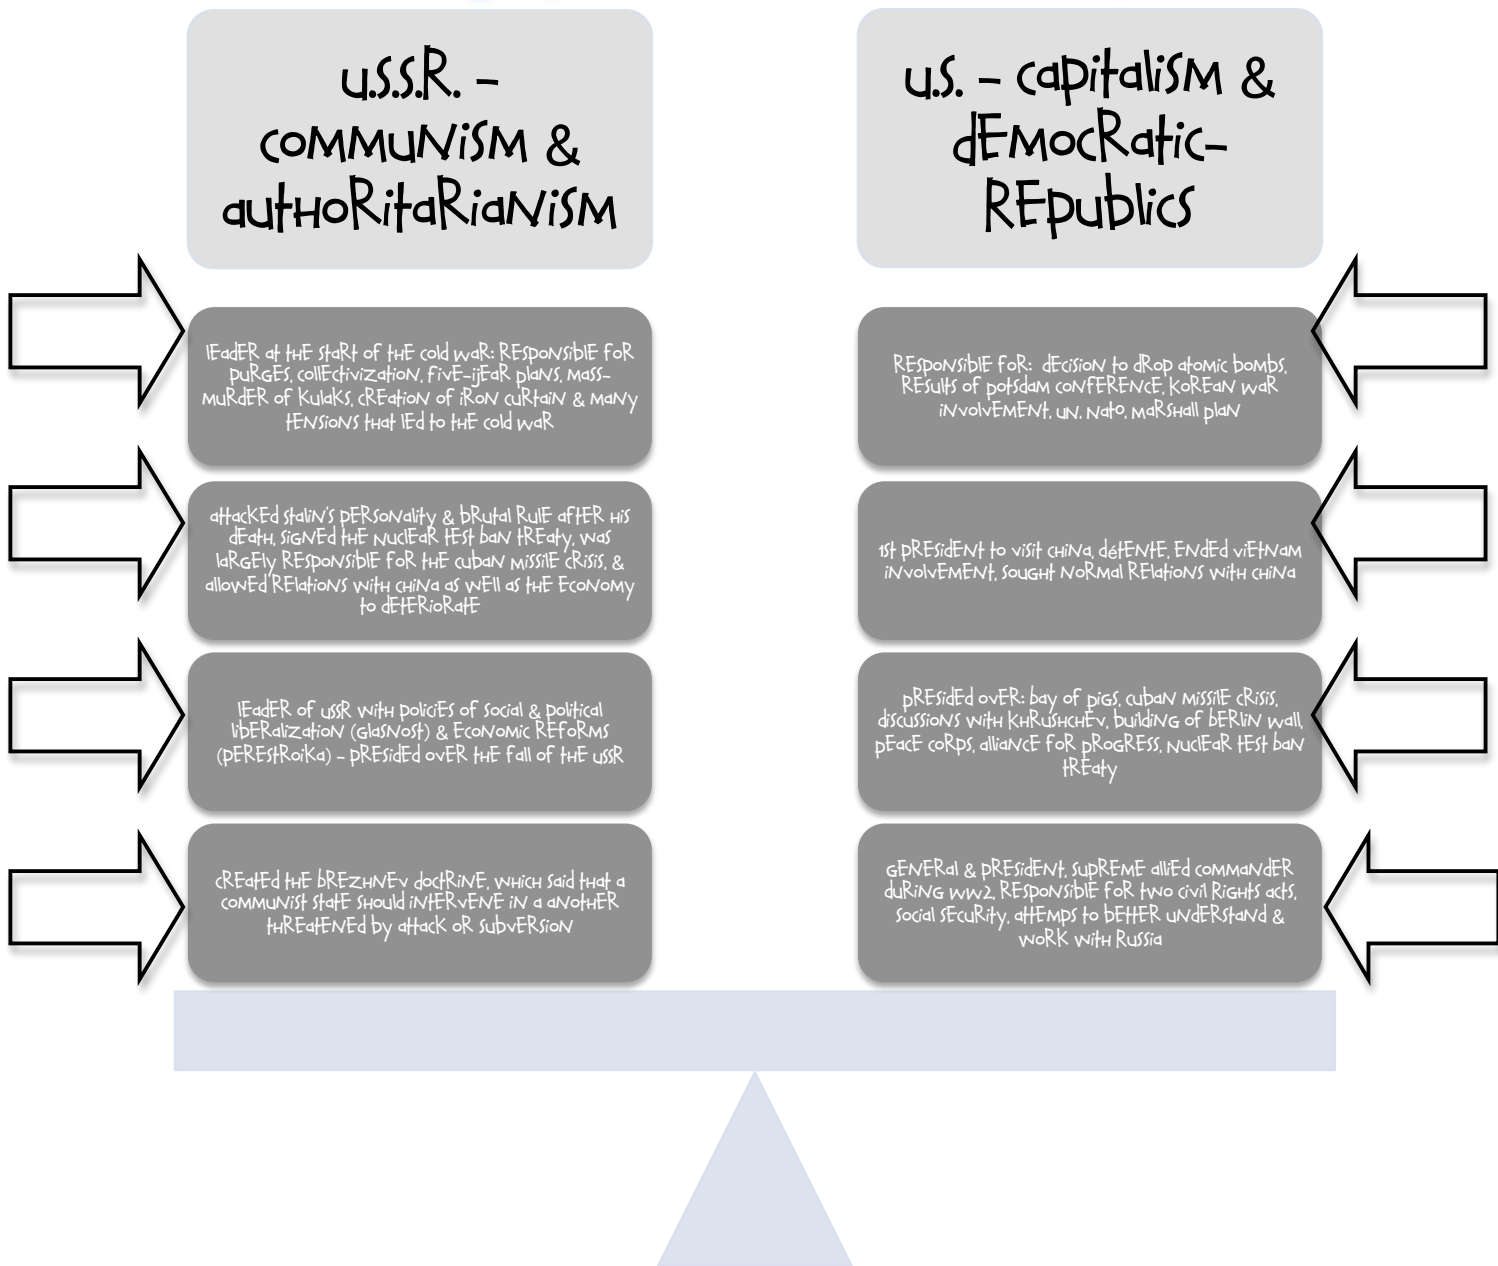 U.S.S.R. –
COMMUNISM &
AUTHORITARIANISM
LEADER AT THE START OF THE COLD WAR: RESPONSIBLE FOR
PURGES, COLLECTIVIZATION, FIVE-YEAR PLANS, MASS-
MURDER OF KULAKS, CREATION OF IRON CURTAIN & MANY
TENSIONS THAT LED TO THE COLD WAR
ATTACKED STALIN'S PERSONALITY & BRUTAL RULE AFTER HIS
DEATH, SIGNED THE NUCLEAR TEST BAN TREATY, WAS
LARGELY RESPONSIBLE FOR THE CUBAN MISSILE CRISIS, &
ALLOWED RELATIONS WITH CHINA AS WELL AS THE ECONOMY
TO DETERIORATE
LEADER OF USSR WITH POLICIES OF SOCIAL & POLITICAL
LIBERALIZATION (GLASNOST) & ECONOMIC REFORMS
(PERESTROIKA) – PRESIDED OVER THE FALL OF THE USSR
CREATED THE BREZHNEV DOCTRINE, WHICH SAID THAT A
COMMUNIST STATE SHOULD INTERVENE IN A ANOTHER
THREATENED BY ATTACK OR SUBVERSION
U.S. – CAPITALISM &
DEMOCRATIC-
REPUBLICS
RESPONSIBLE FOR: DECISION TO DROP ATOMIC BOMBS,
RESULTS OF POTSDAM CONFERENCE, KOREAN WAR
INVOLVEMENT, UN, NATO, MARSHALL PLAN
1ST PRESIDENT TO VISIT CHINA, DÉTENTE, ENDED VIETNAM
INVOLVEMENT, SOUGHT NORMAL RELATIONS WITH CHINA
PRESIDED OVER: BAY OF PIGS, CUBAN MISSILE CRISIS,
DISCUSSIONS WITH KHRUSHCHEV, BUILDING OF BERLIN WALL,
PEACE CORPS, ALLIANCE FOR PROGRESS, NUCLEAR TEST BAN
TREATY
GENERAL & PRESIDENT, SUPREME ALLIED COMMANDER
DURING WW2, RESPONSIBLE FOR TWO CIVIL RIGHTS ACTS,
SOCIAL SECURITY, ATTEMPS TO BETTER UNDERSTAND &
WORK WITH RUSSIA